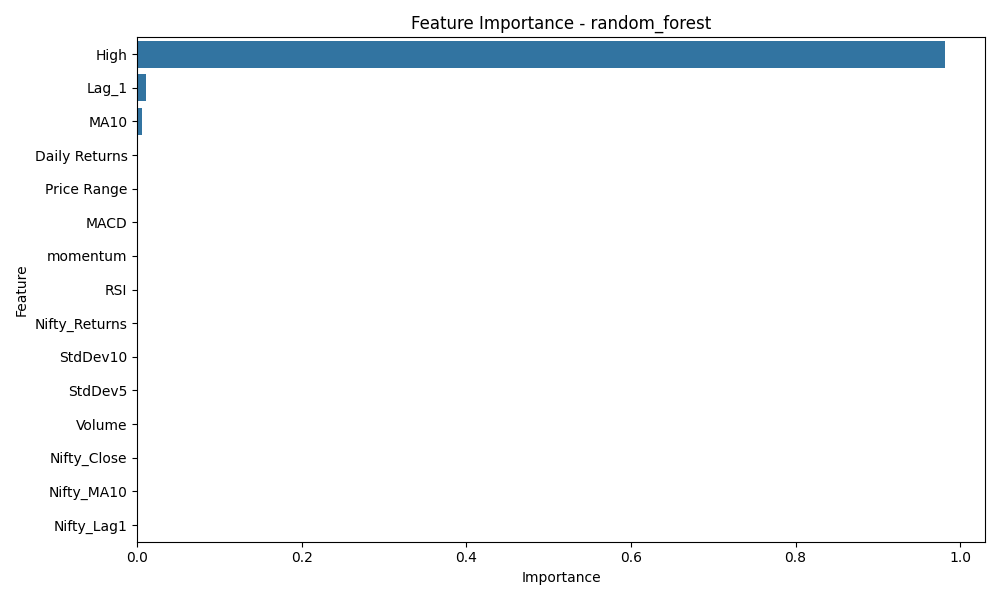 Feature Importance - random_forest
High
Lag_1
MA10
Daily Returns
Price Range
MACD
momentum
RSI
Nifty_Returns
StdDev10
StdDev5
Volume
Nifty_Close
Nifty_MA10
Nifty_Lag1
Feature
0.0 0.2 0.4 0.6 0.8 1.0
Importance